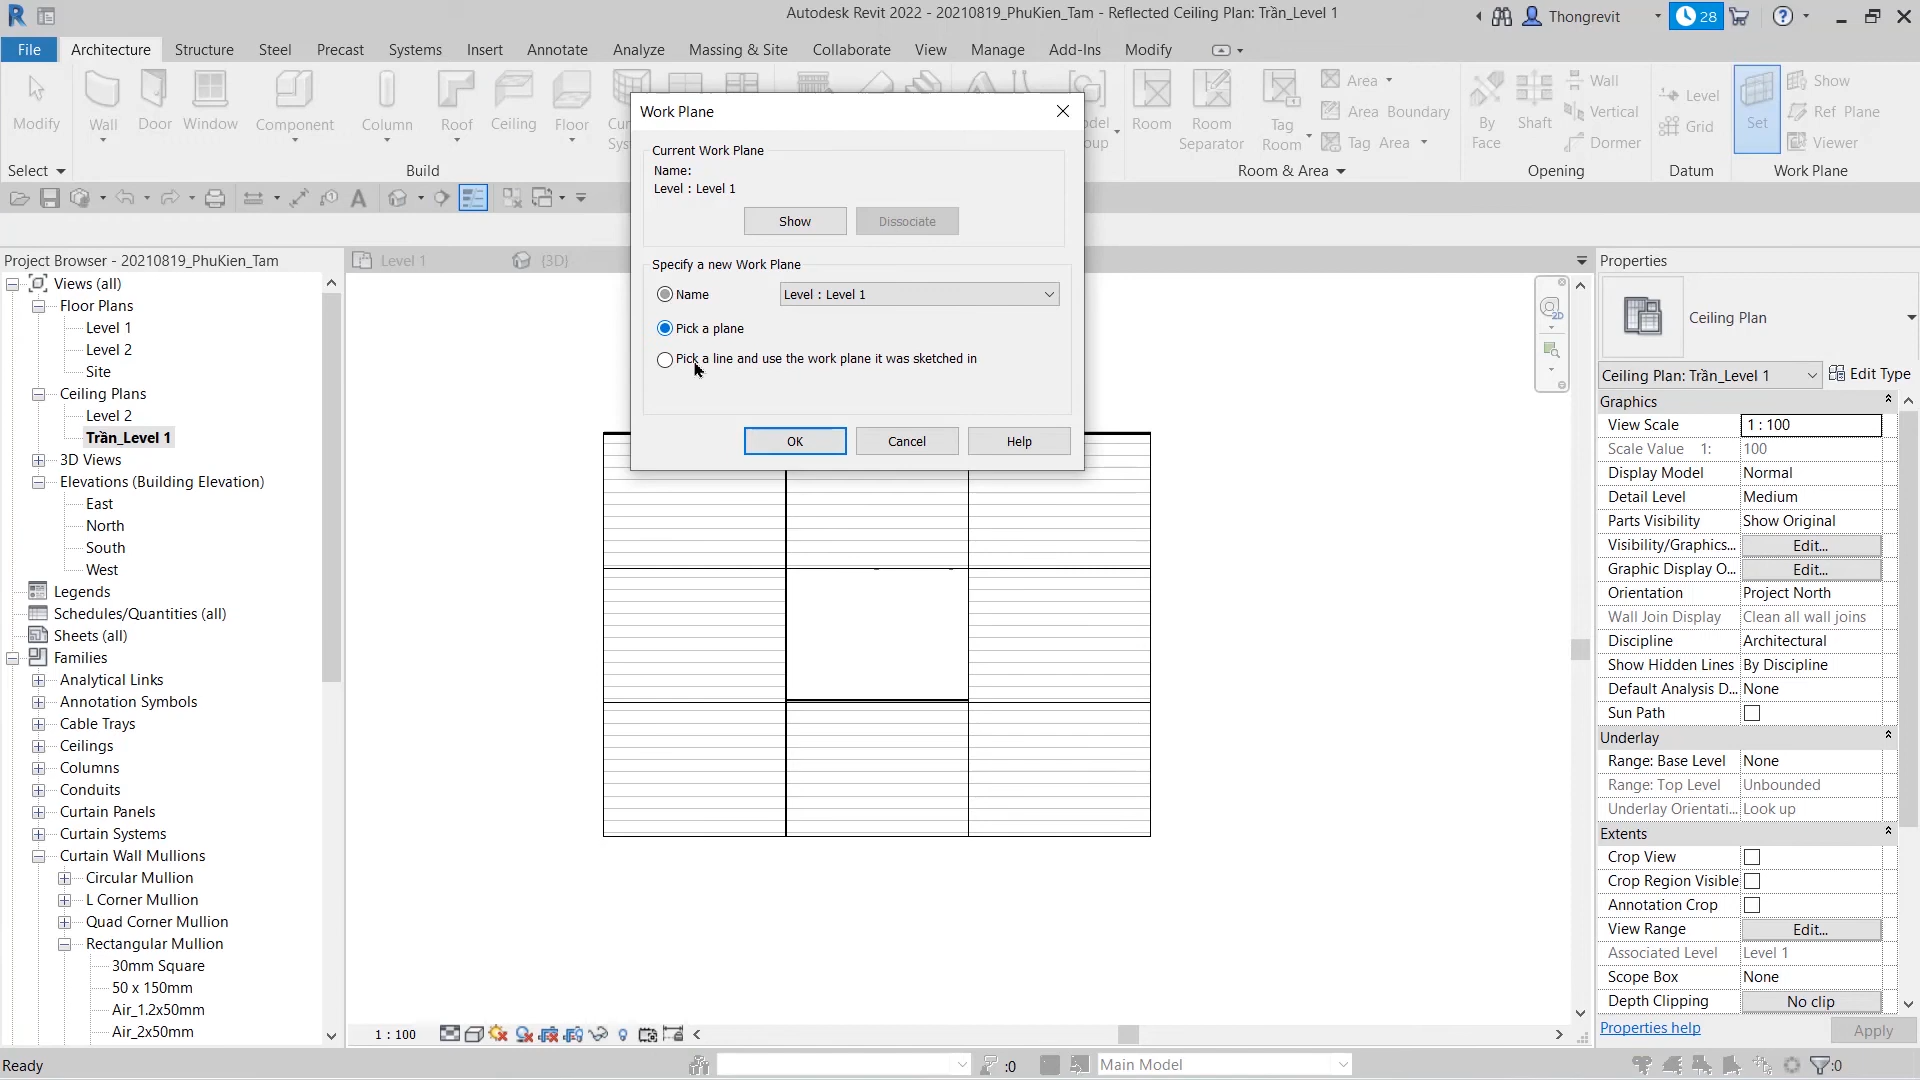 Autodesk Revit 2022 - 20210819_PhuKien_Tam - Reflected Ceiling Plan: Trần_Level 1
Thongrevit
28
File
Architecture
Structure
Steel
Precast
Systems
Insert
Annotate
Analyze
Massing & Site
Collaborate
View
Manage
Add-Ins
Modify
Modify
Wall
Door
Window
Component
Column
Roof
Ceiling
Floor
Room
Room
Separator
Tag
Room
Area
Area Boundary
Tag Area
By
Face
Shaft
Wall
Vertical
Dormer
Level
Grid
Set
Show
Ref Plane
Viewer
Select
Build
Room & Area
Opening
Datum
Work Plane
Work Plane
Current Work Plane
Name:
Level : Level 1
Show
Dissociate
Specify a new Work Plane
Name
Level : Level 1
Pick a plane
Pick a line and use the work plane it was sketched in
OK
Cancel
Help
Project Browser - 20210819_PhuKien_Tam
Views (all)
Floor Plans
Level 1
Level 2
Site
Ceiling Plans
Level 2
Trần_Level 1
3D Views
Elevations (Building Elevation)
East
North
South
West
Legends
Schedules/Quantities (all)
Sheets (all)
Families
Analytical Links
Annotation Symbols
Cable Trays
Ceilings
Columns
Conduits
Curtain Panels
Curtain Systems
Curtain Wall Mullions
Circular Mullion
L Corner Mullion
Quad Corner Mullion
Rectangular Mullion
30mm Square
50 x 150mm
Air_1.2x50mm
Air_2x50mm
Level 1
{3D}
2D
Properties
Ceiling Plan
Ceiling Plan: Trần_Level 1
Edit Type
Graphics
View Scale 1 : 100
Scale Value 1: 100
Display Model Normal
Detail Level Medium
Parts Visibility Show Original
Visibility/Graphics... Edit...
Graphic Display O... Edit...
Orientation Project North
Wall Join Display Clean all wall joins
Discipline Architectural
Show Hidden Lines By Discipline
Default Analysis D... None
Sun Path
Underlay
Range: Base Level None
Range: Top Level Unbounded
Underlay Orientati... Look up
Extents
Crop View
Crop Region Visible
Annotation Crop
View Range Edit...
Associated Level Level 1
Scope Box None
Depth Clipping No clip
Properties help
Apply
1 : 100
Ready
:0
Main Model
:0